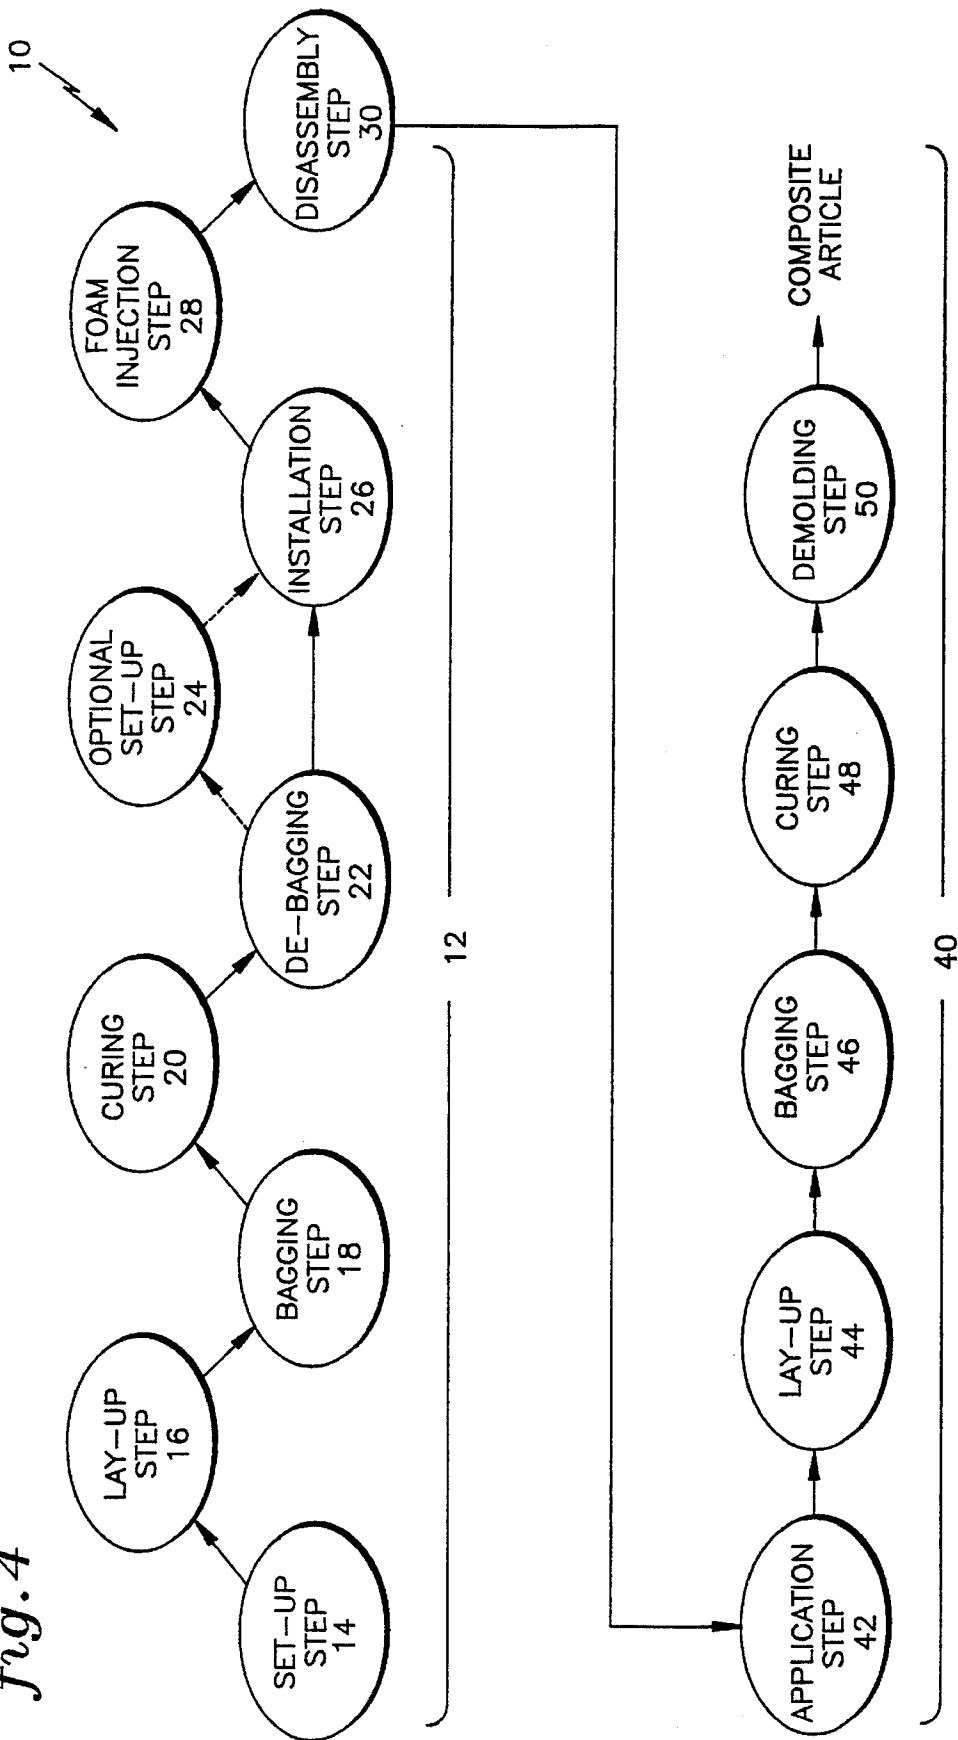 fig.4
10
SET-UP
STEP
14
LAY-UP
STEP
16
BAGGING
STEP
18
CURING
STEP
20
DE-BAGGING
STEP
22
OPTIONAL
SET-UP
STEP
24
INSTALLATION
STEP
26
FOAM
INJECTION
STEP
28
DISASSEMBLY
STEP
30
12
APPLICATION
STEP
42
LAY-UP
STEP
44
BAGGING
STEP
46
CURING
STEP
48
DEMOLDING
STEP
50
COMPOSITE
ARTICLE
40